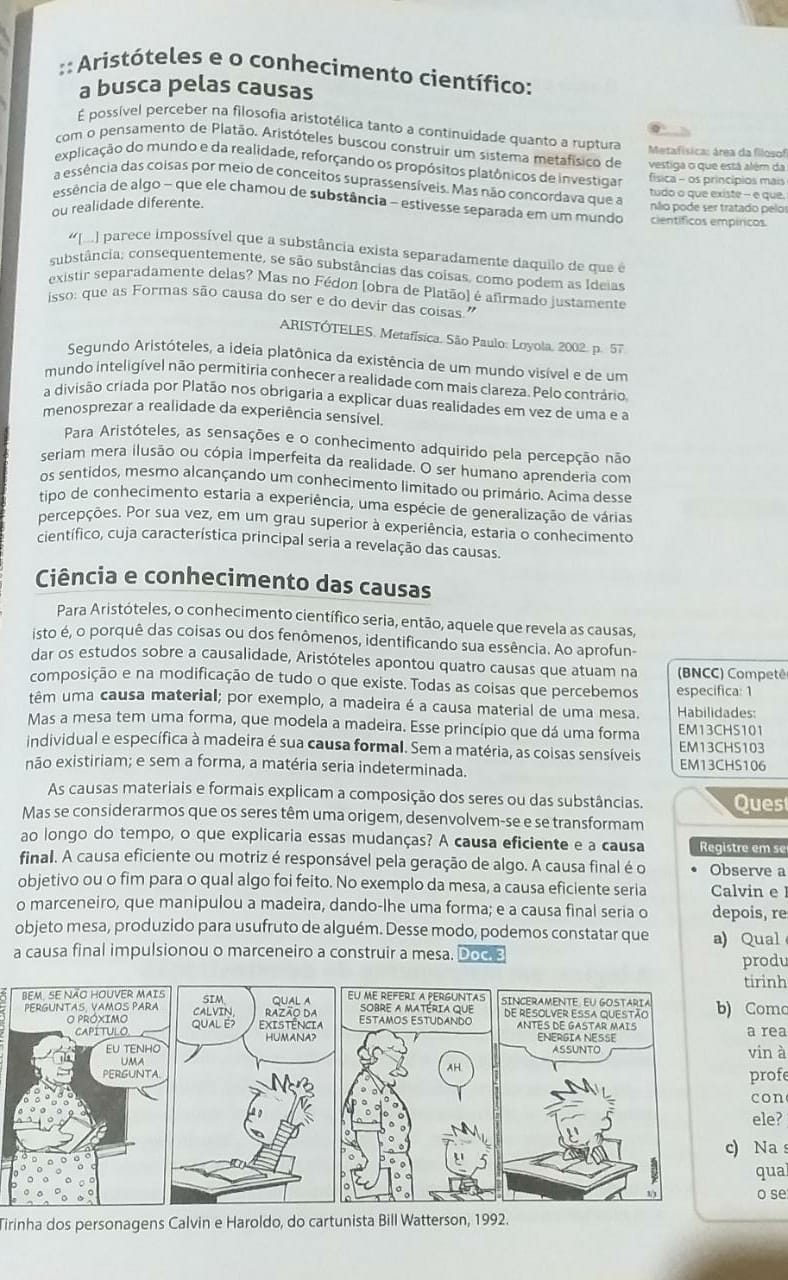 :: Aristóteles e o conhecimento científico:
a busca pelas causas
É possível perceber na filosofia aristotélica tanto a continuidade quanto a ruptura
com o pensamento de Platão. Aristóteles buscou construir um sistema metafísico de
explicação do mundo e da realidade, reforçando os propósitos platônicos de investigar
a essência das coisas por meio de conceitos suprassensíveis. Mas não concordava que a
essência de algo – que ele chamou de substância – estivesse separada em um mundo
ou realidade diferente.
“[...] parece impossível que a substância exista separadamente daquilo de que é
substância; consequentemente, se são substâncias das coisas, como podem as Ideias
existir separadamente delas? Mas no Fédon [obra de Platão] é afirmado justamente
isso: que as Formas são causa do ser e do devir das coisas.”
ARISTÓTELES. Metafísica. São Paulo: Loyola, 2002. p. 57.
Segundo Aristóteles, a ideia platônica da existência de um mundo visível e de um
mundo inteligível não permitiria conhecer a realidade com mais clareza. Pelo contrário,
a divisão criada por Platão nos obrigaria a explicar duas realidades em vez de uma e a
menosprezar a realidade da experiência sensível.
Para Aristóteles, as sensações e o conhecimento adquirido pela percepção não
seriam mera ilusão ou cópia imperfeita da realidade. O ser humano aprenderia com
os sentidos, mesmo alcançando um conhecimento limitado ou primário. Acima desse
tipo de conhecimento estaria a experiência, uma espécie de generalização de várias
percepções. Por sua vez, em um grau superior à experiência, estaria o conhecimento
científico, cuja característica principal seria a revelação das causas.
Metafísica: área da filosof
vestiga o que está além da
física – os princípios mais
tudo o que existe – e que,
não pode ser tratado pelos
científicos empíricos.
Ciência e conhecimento das causas
Para Aristóteles, o conhecimento científico seria, então, aquele que revela as causas,
isto é, o porquê das coisas ou dos fenômenos, identificando sua essência. Ao aprofun-
dar os estudos sobre a causalidade, Aristóteles apontou quatro causas que atuam na
composição e na modificação de tudo o que existe. Todas as coisas que percebemos
têm uma causa material; por exemplo, a madeira é a causa material de uma mesa.
Mas a mesa tem uma forma, que modela a madeira. Esse princípio que dá uma forma
individual e específica à madeira é sua causa formal. Sem a matéria, as coisas sensíveis
não existiriam; e sem a forma, a matéria seria indeterminada.
As causas materiais e formais explicam a composição dos seres ou das substâncias.
Mas se considerarmos que os seres têm uma origem, desenvolvem-se e se transformam
ao longo do tempo, o que explicaria essas mudanças? A causa eficiente e a causa
final. A causa eficiente ou motriz é responsável pela geração de algo. A causa final é o
objetivo ou o fim para o qual algo foi feito. No exemplo da mesa, a causa eficiente seria
o marceneiro, que manipulou a madeira, dando-lhe uma forma; e a causa final seria o
objeto mesa, produzido para usufruto de alguém. Desse modo, podemos constatar que
a causa final impulsionou o marceneiro a construir a mesa. Doc. 3
(BNCC) Competê
específica: 1
Habilidades:
EM13CHS101
EM13CHS103
EM13CHS106
Quest
Registre em se
• Observe a
Calvin e
depois, re
a) Qual
produ
tirinh
b) Como
a rea
vin à
profe
con
ele?
c) Na s
qual
o se
BEM, SE NÃO HOUVER MAIS
PERGUNTAS, VAMOS PARA
O PRÓXIMO
CAPÍTULO.
EU TENHO
UMA
PERGUNTA.
SIM,
CALVIN,
QUAL É?
QUAL A
RAZÃO DA
EXISTÊNCIA
HUMANA?
EU ME REFERI A PERGUNTAS
SOBRE A MATÉRIA QUE
ESTAMOS ESTUDANDO
AH.
SINCERAMENTE, EU GOSTARIA
DE RESOLVER ESSA QUESTÃO
ANTES DE GASTAR MAIS
ENERGIA NESSE
ASSUNTO
Tirinha dos personagens Calvin e Haroldo, do cartunista Bill Watterson, 1992.